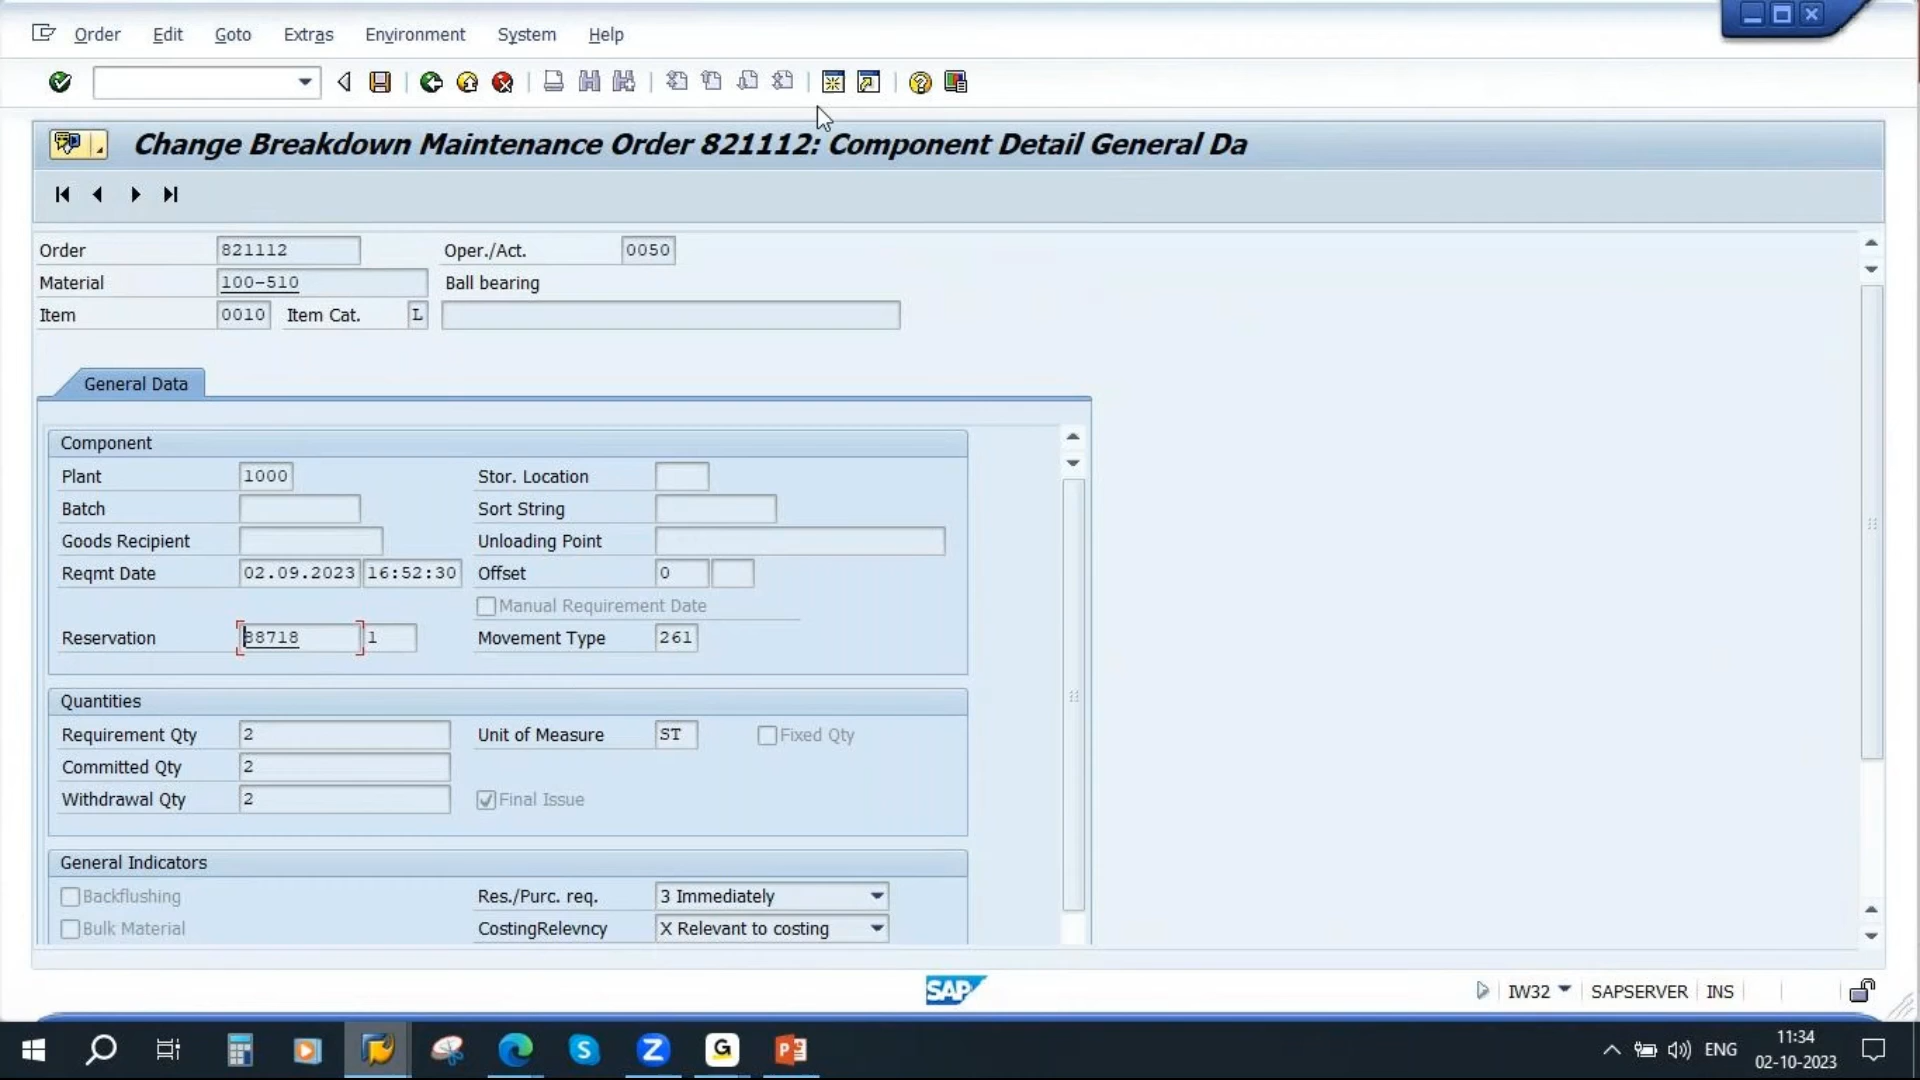 Order Edit Goto Extras Environment System Help
Change Breakdown Maintenance Order 821112: Component Detail General Da
Order 821112 Oper./Act. 0050
Material 100-510 Ball bearing
Item 0010 Item Cat. L
General Data
Component
Plant 1000 Stor. Location
Batch Sort String
Goods Recipient Unloading Point
Reqmt Date 02.09.2023 16:52:30 Offset 0
Manual Requirement Date
Reservation 88718 1 Movement Type 261
Quantities
Requirement Qty 2 Unit of Measure ST Fixed Qty
Committed Qty 2
Withdrawal Qty 2 Final Issue
General Indicators
Backflushing Res./Purc. req. 3 Immediately
Bulk Material CostingRelevncy X Relevant to costing
SAP IW32 SAPSERVER INS
S Z G P ENG 11:34
02-10-2023